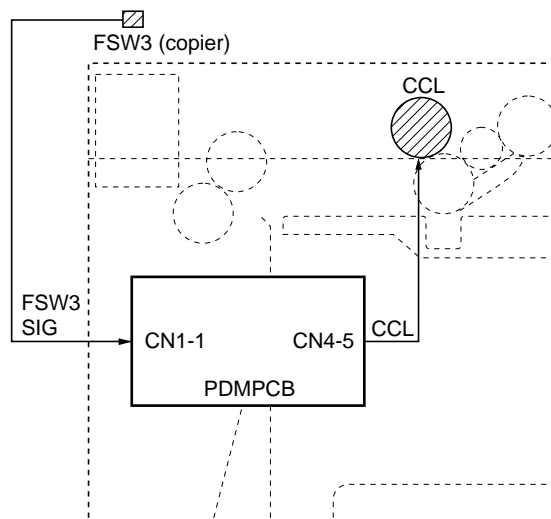 FSW3 (copier)
CCL
FSW3
SIG
CN1-1
CN4-5
CCL
PDMPCB